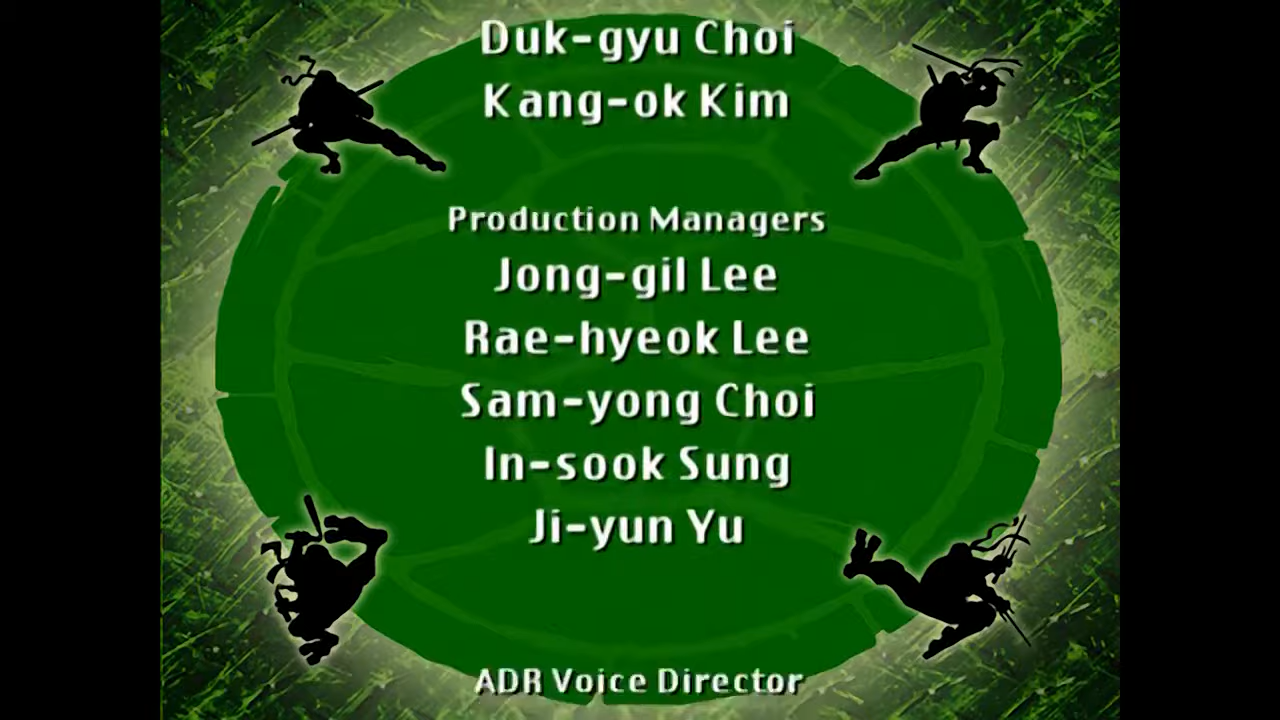 Duk-gyu Choi
Kang-ok Kim
Production Managers
Jong-gil Lee
Rae-hyeok Lee
Sam-yong Choi
In-sook Sung
Ji-yun Yu
ADR Voice Director